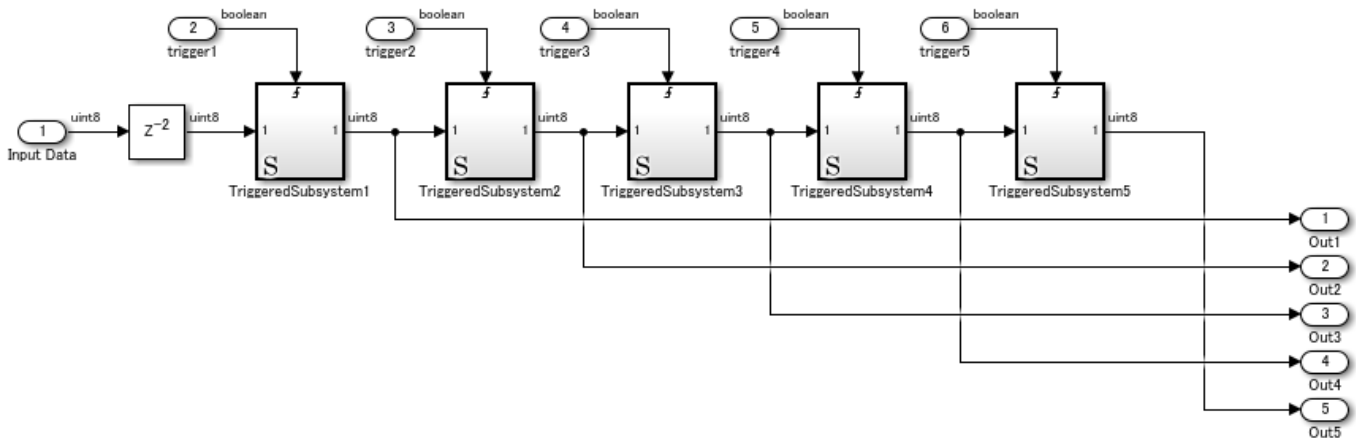 2
boolean
trigger1
3
boolean
trigger2
4
boolean
trigger3
5
boolean
trigger4
6
boolean
trigger5
1
uint8
Input Data
Z-2
uint8
1
1
S
uint8
TriggeredSubsystem1
1
1
S
uint8
TriggeredSubsystem2
1
1
S
uint8
TriggeredSubsystem3
1
1
S
uint8
TriggeredSubsystem4
1
1
S
uint8
TriggeredSubsystem5
1
Out1
2
Out2
3
Out3
4
Out4
5
Out5